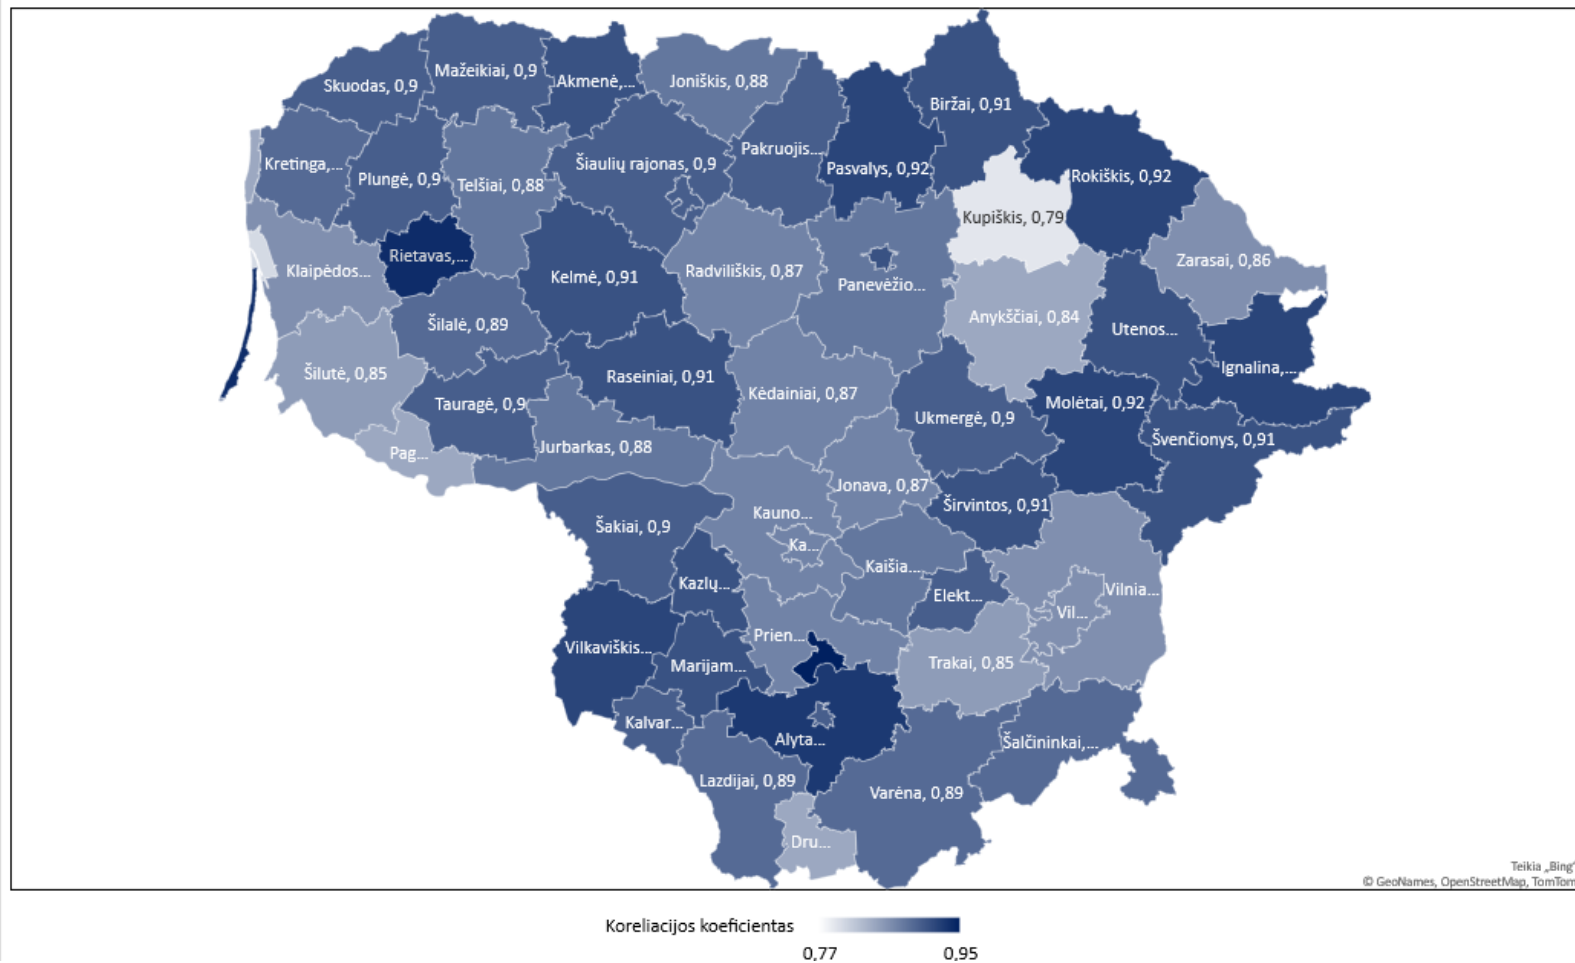 Mažeikiai, 0,9
Akmenė,...
Joniškis, 0,88
Skuodas, 0,9
Biržai, 0,91
Pakruojis...
Kretinga,...
Šiaulių rajonas, 0,9
Pasvalys, 0,92
Plungė, 0,9
Telšiai, 0,88
Rokiškis, 0,92
Kupiškis, 0,79
Rietavas,...
Zarasai, 0,86
Klaipėdos...
Kelmė, 0,91
Radviliškis, 0,87
Panevėžio...
Šilalė, 0,89
Anykščiai, 0,84
Utenos...
Šilutė, 0,85
Raseiniai, 0,91
Ignalina,...
Kėdainiai, 0,87
Tauragė, 0,9
Molėtai, 0,92
Ukmergė, 0,9
Švenčionys, 0,91
Pag...
Jurbarkas, 0,88
Jonava, 0,87
Širvintos, 0,91
Kauno...
Šakiai, 0,9
Ka...
Kaišia...
Kazlų...
Elekt...
Vilnia...
Vil...
Prien...
Vilkaviškis...
Marijam...
Trakai, 0,85
Kalvar...
Alyta...
Šalčininkai,...
Lazdijai, 0,89
Varėna, 0,89
Dru...
Teikia „Bing“
© GeoNames, OpenStreetMap, TomTom
Koreliacijos koeficientas
0,77 0,95